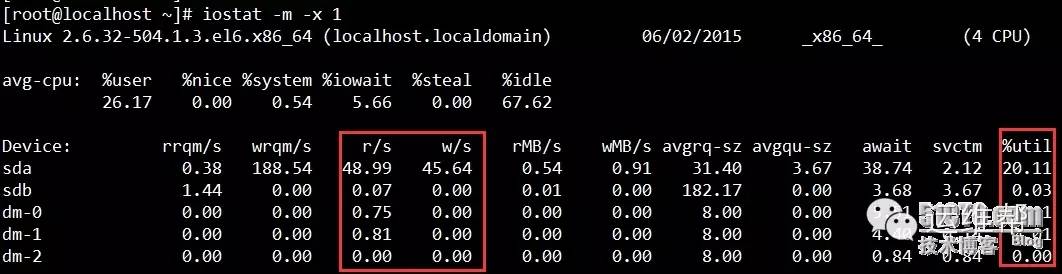 [root@localhost ~]# iostat -m -x 1
Linux 2.6.32-504.1.3.el6.x86_64 (localhost.localdomain) 06/02/2015 _x86_64_ (4 CPU)
avg-cpu: %user %nice %system %iowait %steal %idle
26.17 0.00 0.54 5.66 0.00 67.62
Device: rrqm/s wrqm/s r/s w/s rMB/s wMB/s avgrq-sz avgqu-sz await svctm %util
sda 0.38 188.54 48.99 45.64 0.54 0.91 31.40 3.67 38.74 2.12 20.11
sdb 1.44 0.00 0.07 0.00 0.01 0.00 182.17 0.00 3.68 3.67 0.03
dm-0 0.00 0.00 0.75 0.00 0.00 0.00 8.00 0.00
dm-1 0.00 0.00 0.81 0.00 0.00 0.00 8.00 0.00
dm-2 0.00 0.00 0.00 0.00 0.00 0.00 8.00 0.00 0.84 0.84 0.00
技术博客 Blog